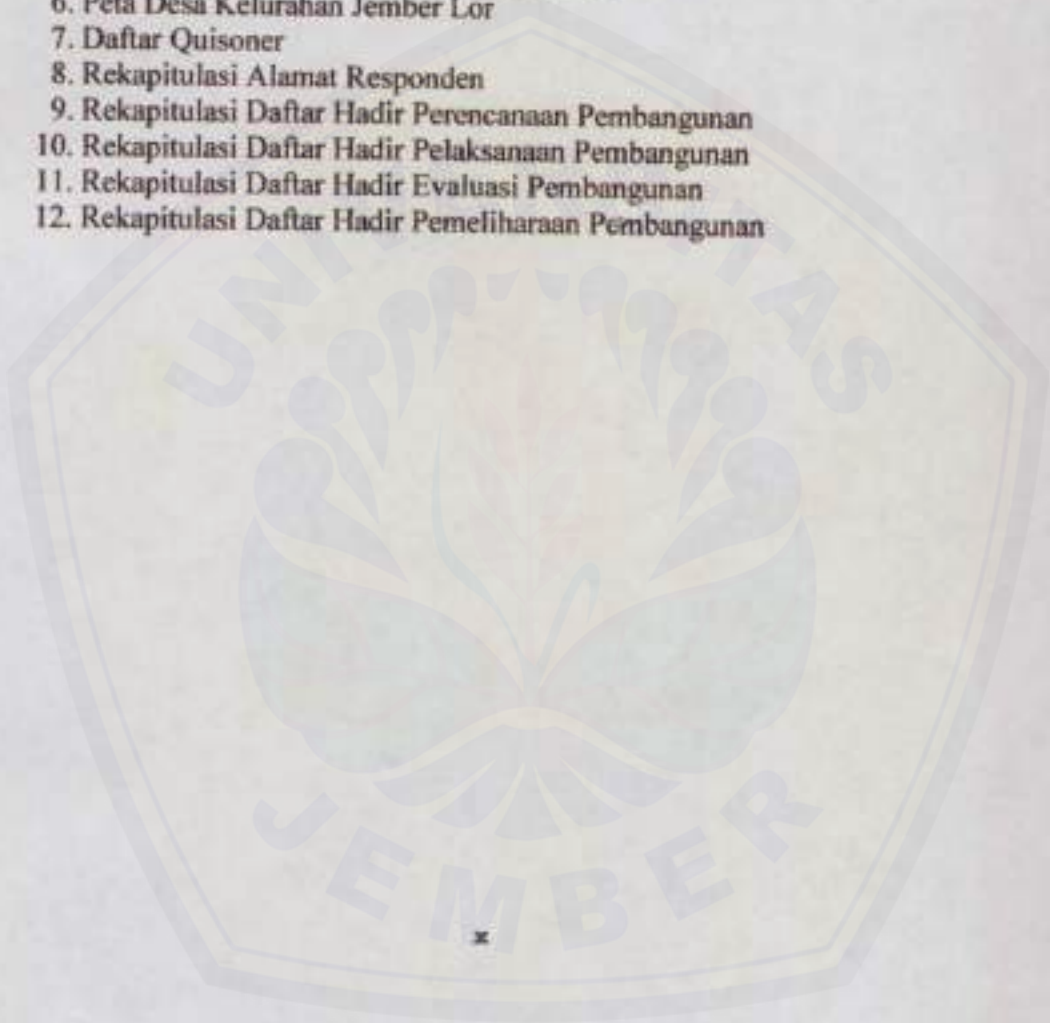 6. Peta Desa Kelurahan Jember Lor
7. Daftar Quisoner
8. Rekapitulasi Alamat Responden
9. Rekapitulasi Daftar Hadir Perencanaan Pembangunan
10. Rekapitulasi Daftar Hadir Pelaksanaan Pembangunan
11. Rekapitulasi Daftar Hadir Evaluasi Pembangunan
12. Rekapitulasi Daftar Hadir Pemeliharaan Pembangunan
UNIVERSITAS
JEMBER
x